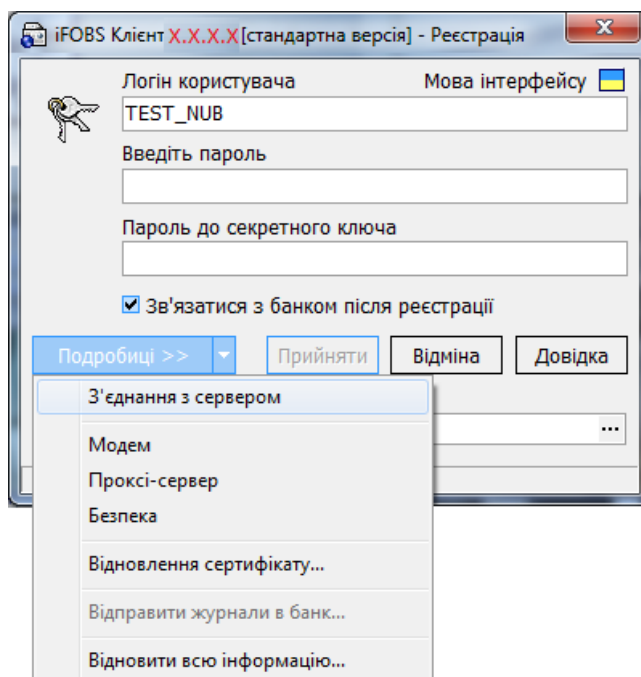 iFOBS Клієнт X.X.X.X [стандартна версія] - Реєстрація
Логін користувача Мова інтерфейсу
TEST_NUB
Введіть пароль
Пароль до секретного ключа
Зв'язатися з банком після реєстрації
Подробиці >> Прийняти Відміна Довідка
З'єднання з сервером
...
Модем
Проксі-сервер
Безпека
Відновлення сертифікату...
Відправити журнали в банк...
Відновити всю інформацію...